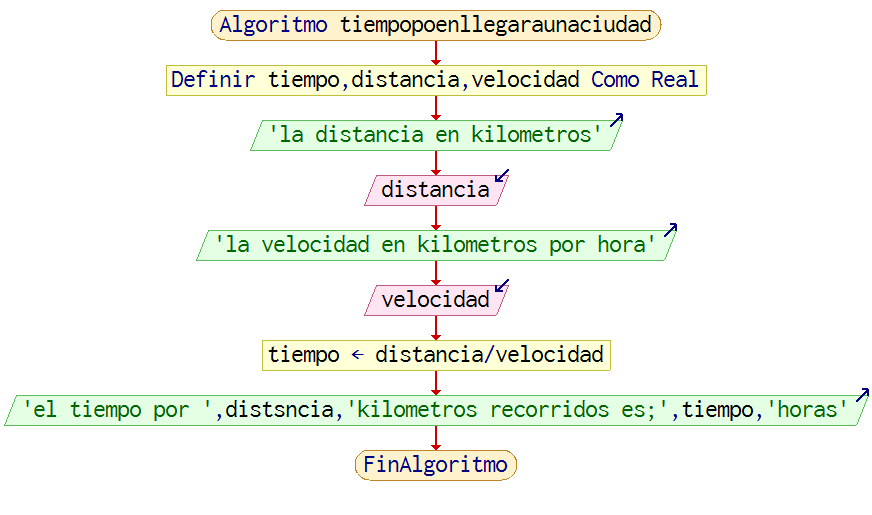 Algoritmo tiempopoenllegaraunaciudad
Definir tiempo,distancia,velocidad Como Real
'la distancia en kilometros'
distancia
'la velocidad en kilometros por hora'
velocidad
tiempo ← distancia/velocidad
'el tiempo por ',distsncia,'kilometros recorridos es;',tiempo,'horas'
FinAlgoritmo